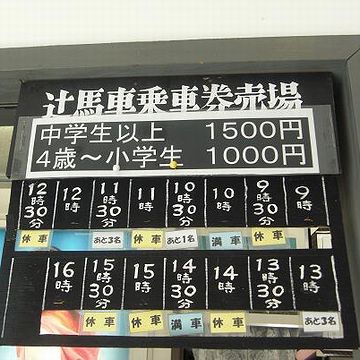 辻馬車乗車券売場
中学生以上 1500円
4歳～小学生 1000円
12時30分 12時 11時30分 11時 10時30分 10時 9時30分 9時
休車 あと3名 休車 あと1名 満車 休車
16時 15時30分 15時 14時30分 14時 13時30分 13時
休車 休車 満車 休車 あと3名